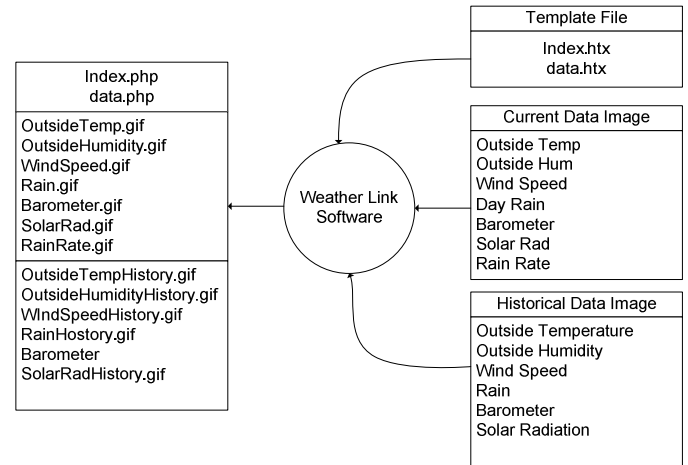 Template File
Index.htx
data.htx
Index.php
data.php
OutsideTemp.gif
OutsideHumidity.gif
WindSpeed.gif
Rain.gif
Barometer.gif
SolarRad.gif
RainRate.gif
OutsideTempHistory.gif
OutsideHumidityHistory.gif
WIndSpeedHistory.gif
RainHostory.gif
Barometer
SolarRadHistory.gif
Weather Link
Software
Current Data Image
Outside Temp
Outside Hum
Wind Speed
Day Rain
Barometer
Solar Rad
Rain Rate
Historical Data Image
Outside Temperature
Outside Humidity
Wind Speed
Rain
Barometer
Solar Radiation